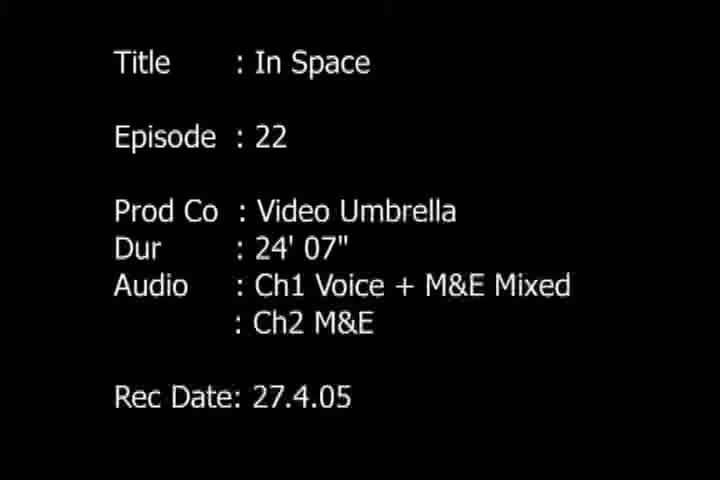 Title : In Space
Episode : 22
Prod Co : Video Umbrella
Dur : 24' 07"
Audio : Ch1 Voice + M&E Mixed
: Ch2 M&E
Rec Date: 27.4.05